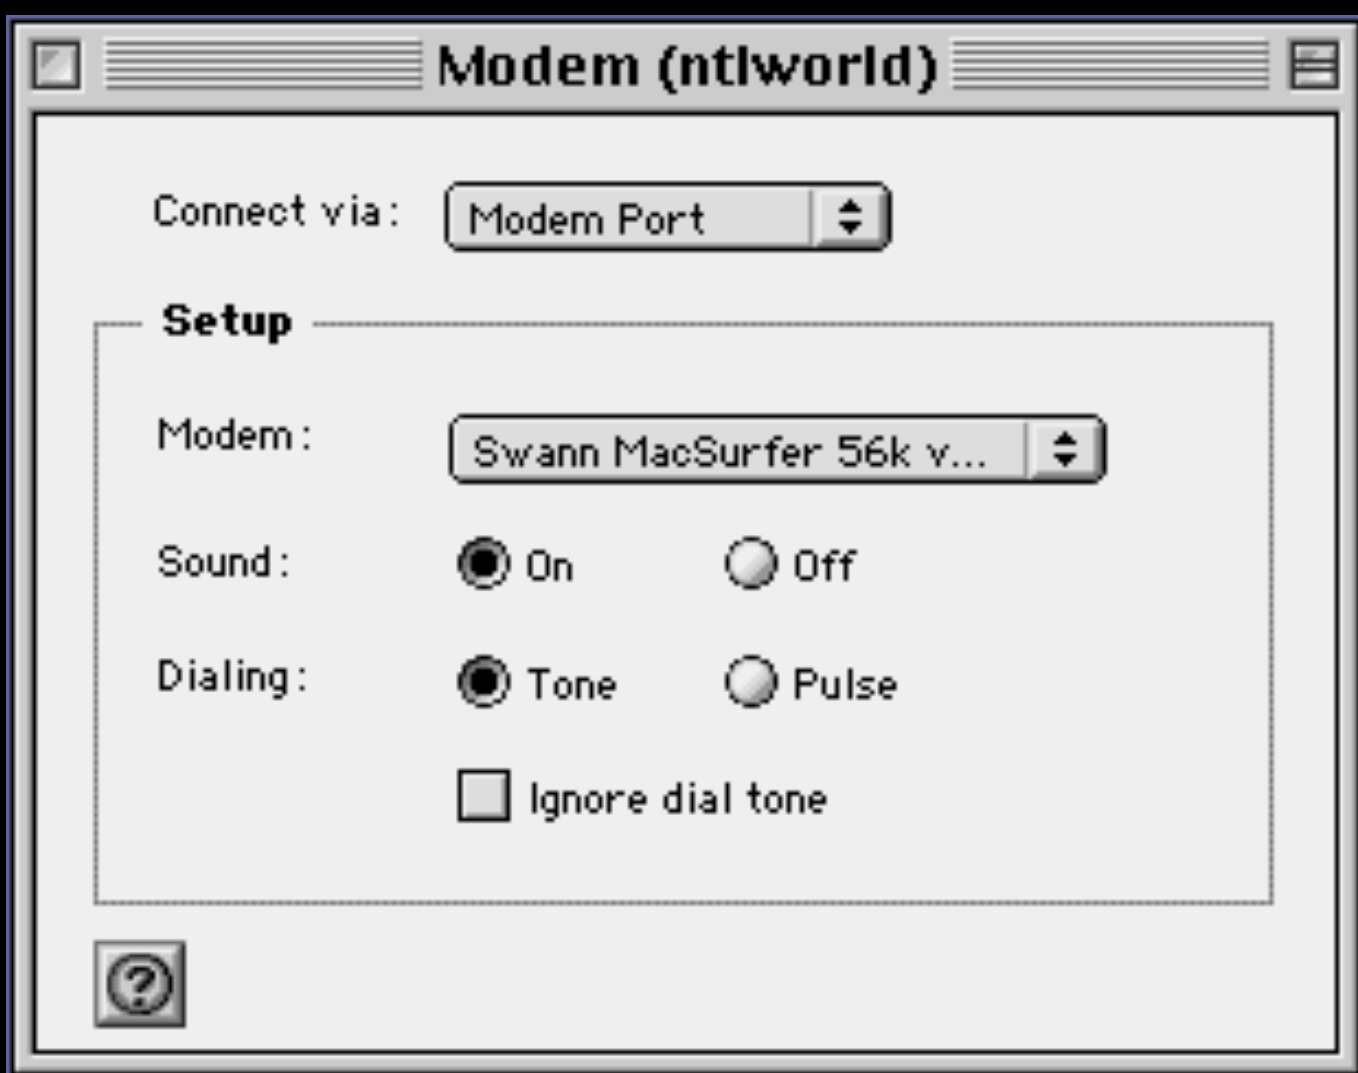 Modem (ntlworld)
Connect via: Modem Port
Setup
Modem: Swann MacSurfer 56k v...
Sound: On Off
Dialing: Tone Pulse
Ignore dial tone
?